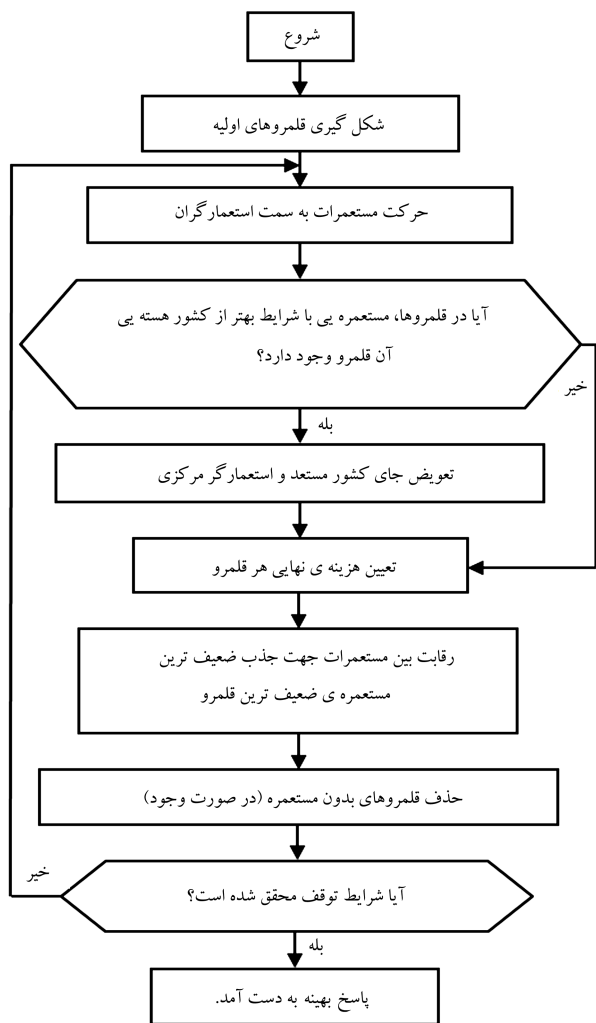 شروع
شکل گیری قلمروهای اولیه
حرکت مستعمرات به سمت استعمارگران
آیا در قلمروها، مستعمره یی با شرایط بهتر از کشور هسته یی
آن قلمرو وجود دارد؟
خیر
بله
تعویض جای کشور مستعد و استعمارگر مرکزی
تعیین هزینه ی نهایی هر قلمرو
رقابت بین مستعمرات جهت جذب ضعیف ترین
مستعمره ی ضعیف ترین قلمرو
حذف قلمروهای بدون مستعمره (در صورت وجود)
خیر
آیا شرایط توقف محقق شده است؟
بله
پاسخ بهینه به دست آمد.